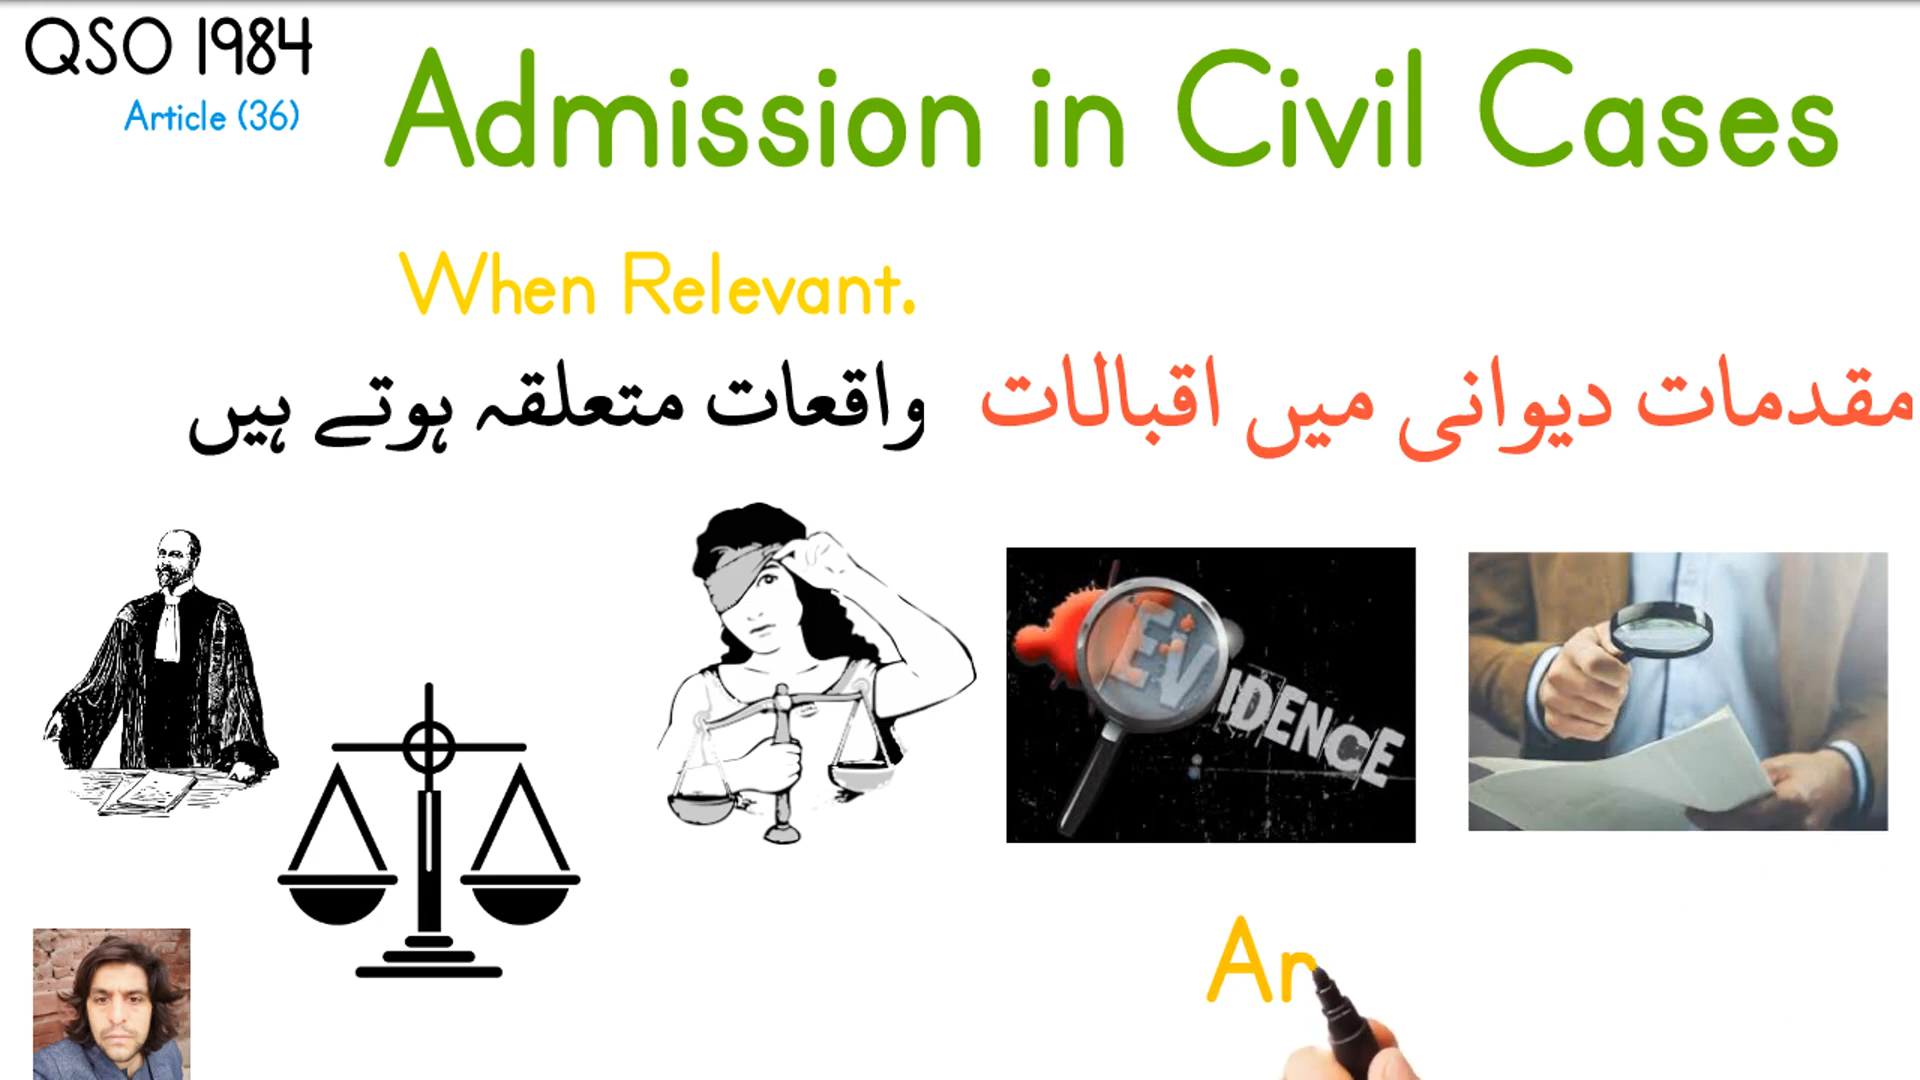 QSO 1984
Article (36)
Admission in Civil Cases
When Relevant.
مقدمات دیوانی میں اقبالات واقعات متعلقہ ہوتے ہیں
EVIDENCE
An